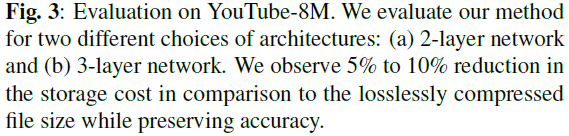 Fig. 3: Evaluation on YouTube-8M. We evaluate our method
for two different choices of architectures: (a) 2-layer network
and (b) 3-layer network. We observe 5% to 10% reduction in
the storage cost in comparison to the losslessly compressed
file size while preserving accuracy.